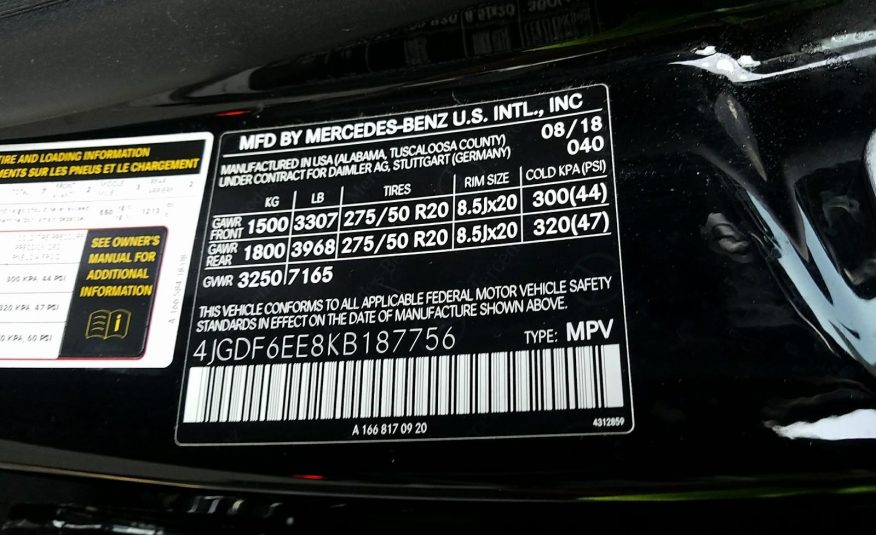 TIRE AND LOADING INFORMATION
SUR LES PNEUS ET LE CHARGEMENT
SEE OWNER'S
MANUAL FOR
ADDITIONAL
INFORMATION
300 KPA, 44 PSI
320 KPA, 47 PSI
KPA, 60 PSI
MFD BY MERCEDES-BENZ U.S. INTL., INC
MANUFACTURED IN USA (ALABAMA, TUSCALOOSA COUNTY) 08/18
UNDER CONTRACT FOR DAIMLER AG, STUTTGART (GERMANY) 040
KG LB TIRES RIM SIZE COLD KPA (PSI)
GAWR FRONT 1500 3307 275/50 R20 8.5Jx20 300(44)
GAWR REAR 1800 3968 275/50 R20 8.5Jx20 320(47)
GVWR 3250 7165
THIS VEHICLE CONFORMS TO ALL APPLICABLE FEDERAL MOTOR VEHICLE SAFETY
STANDARDS IN EFFECT ON THE DATE OF MANUFACTURE SHOWN ABOVE.
4JGDF6EE8KB187756 TYPE: MPV
A 166 817 09 20 4312859